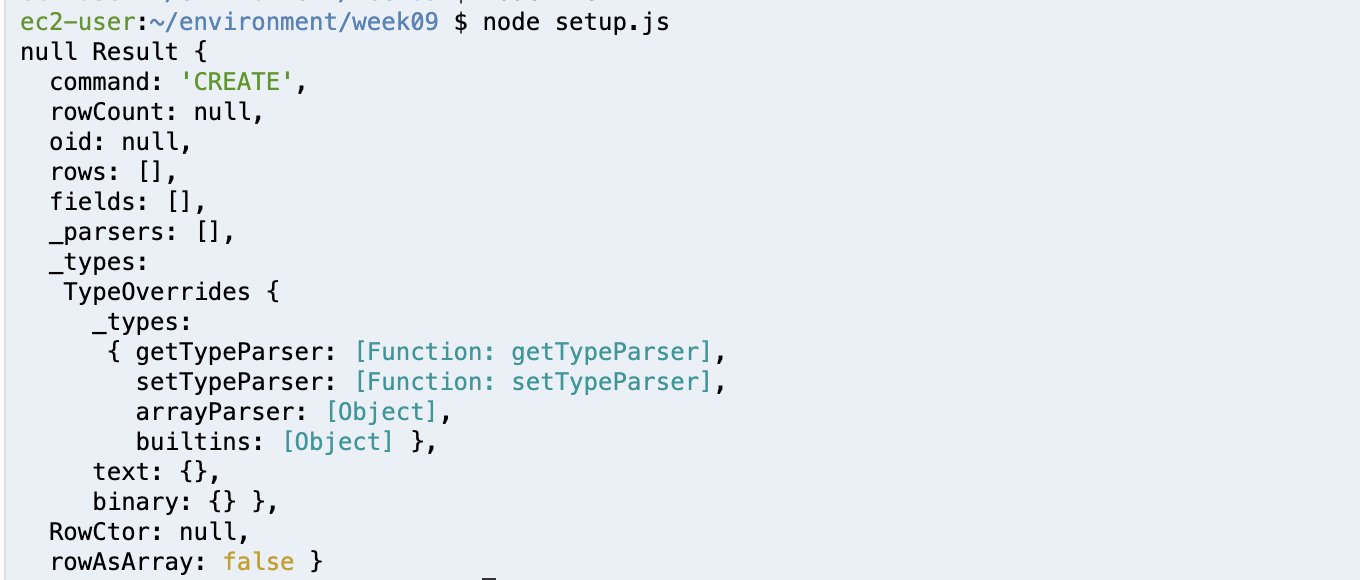 ec2-user:~/environment/week09 $ node setup.js
null Result {
  command: 'CREATE',
  rowCount: null,
  oid: null,
  rows: [],
  fields: [],
  _parsers: [],
  _types:
   TypeOverrides {
     _types:
      { getTypeParser: [Function: getTypeParser],
        setTypeParser: [Function: setTypeParser],
        arrayParser: [Object],
        builtins: [Object] },
     text: {},
     binary: {} },
  RowCtor: null,
  rowAsArray: false }